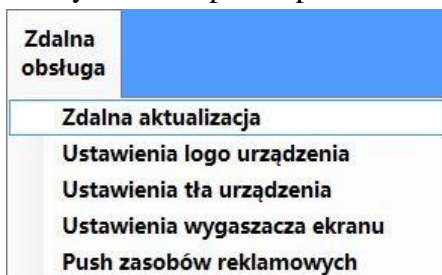 Zdalna
obsługa
Zdalna aktualizacja
Ustawienia logo urządzenia
Ustawienia tła urządzenia
Ustawienia wygaszacza ekranu
Push zasobów reklamowych